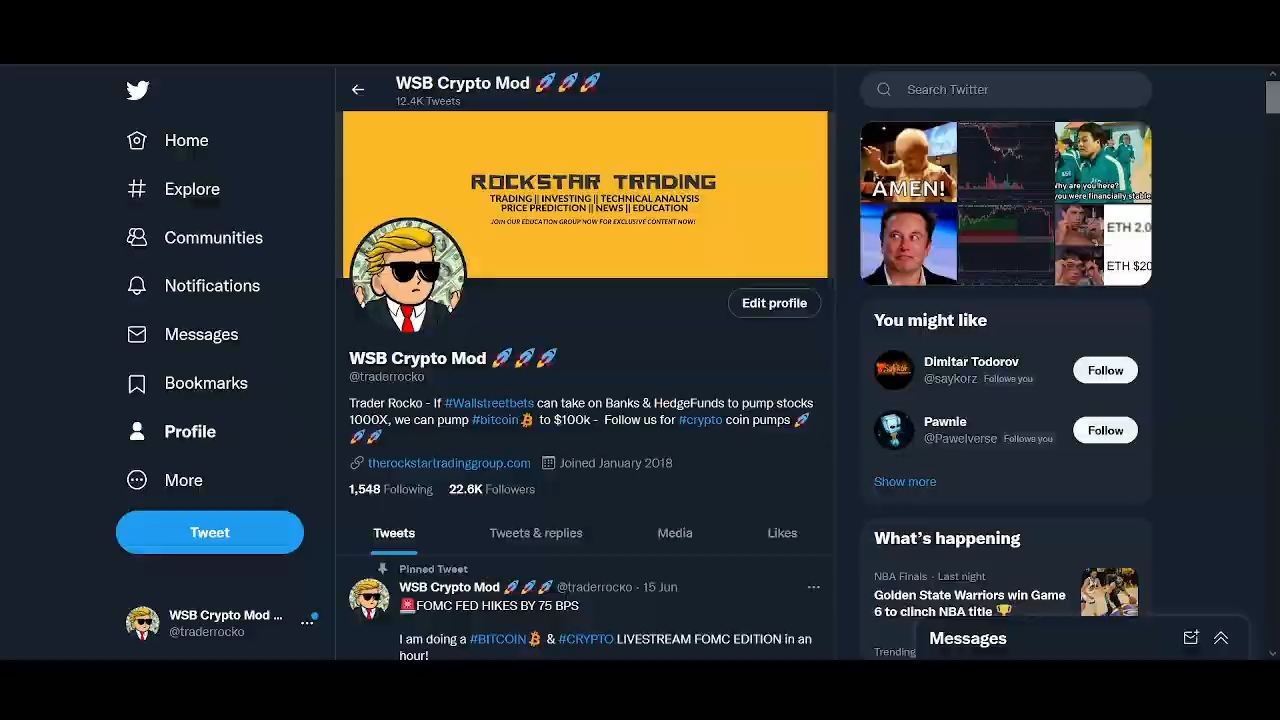 WSB Crypto Mod 🚀🚀🚀
12.4K Tweets
Home
Explore
Communities
Notifications
Messages
Bookmarks
Profile
More
Tweet
WSB Crypto Mod ...
@traderrocko
ROCKSTAR TRADING
TRADING || INVESTING || TECHNICAL ANALYSIS
PRICE PREDICTION || NEWS || EDUCATION
JOIN OUR EDUCATION GROUP NOW FOR EXCLUSIVE CONTENT NOW!
Edit profile
WSB Crypto Mod 🚀🚀🚀
@traderrocko
Trader Rocko - If #Wallstreetbets can take on Banks & HedgeFunds to pump stocks
1000X, we can pump #bitcoin₿ to $100k - Follow us for #crypto coin pumps 🚀
🚀🚀
therockstartradinggroup.com Joined January 2018
1,548 Following 22.6K Followers
Tweets Tweets & replies Media Likes
Pinned Tweet
WSB Crypto Mod 🚀🚀🚀 @traderrocko · 15 Jun
🚨FOMC FED HIKES BY 75 BPS
I am doing a #BITCOIN₿ & #CRYPTO LIVESTREAM FOMC EDITION in an
hour!
Search Twitter
AMEN!
Why are you here?
you were financially stable
ETH 2.0
ETH $20
You might like
Dimitar Todorov
@saykorz Follows you
Follow
Pawnie
@Pawelverse Follows you
Follow
Show more
What's happening
NBA Finals · Last night
Golden State Warriors win Game
6 to clinch NBA title 🏆
Trending
Messages